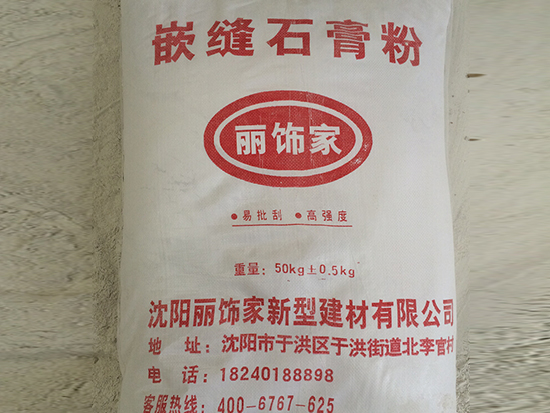 嵌缝石膏粉
丽饰家
●易批刮 ●高强度
重量：50kg±0.5kg
沈阳丽饰家新型建材有限公司
地 址：沈阳市于洪区于洪街道北李官村
电 话：18240188898
客服热线：400-6767-625